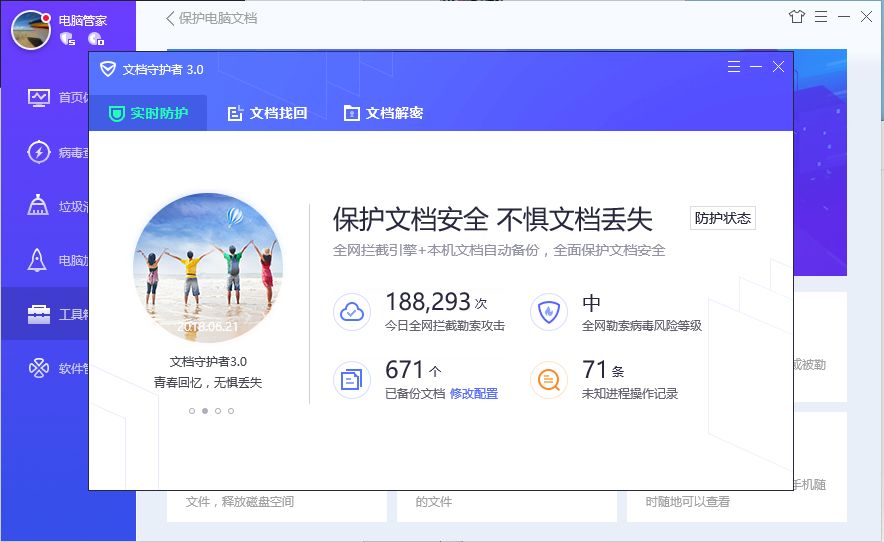 电脑管家
5
0
保护电脑文档
文档守护者 3.0
实时防护
文档找回
文档解密
首页
病毒查
垃圾
电脑加
工具箱
软件管
2018.06.21
文档守护者3.0
青春回忆，无惧丢失
保护文档安全 不惧文档丢失
防护状态
全网拦截引擎+本机文档自动备份，全面保护文档安全
188,293 次
今日全网拦截勒索攻击
中
全网勒索病毒风险等级
671 个
已备份文档 修改配置
71 条
未知进程操作记录
或被勒
手机随
文件，释放磁盘空间
的文件
时随地可以查看